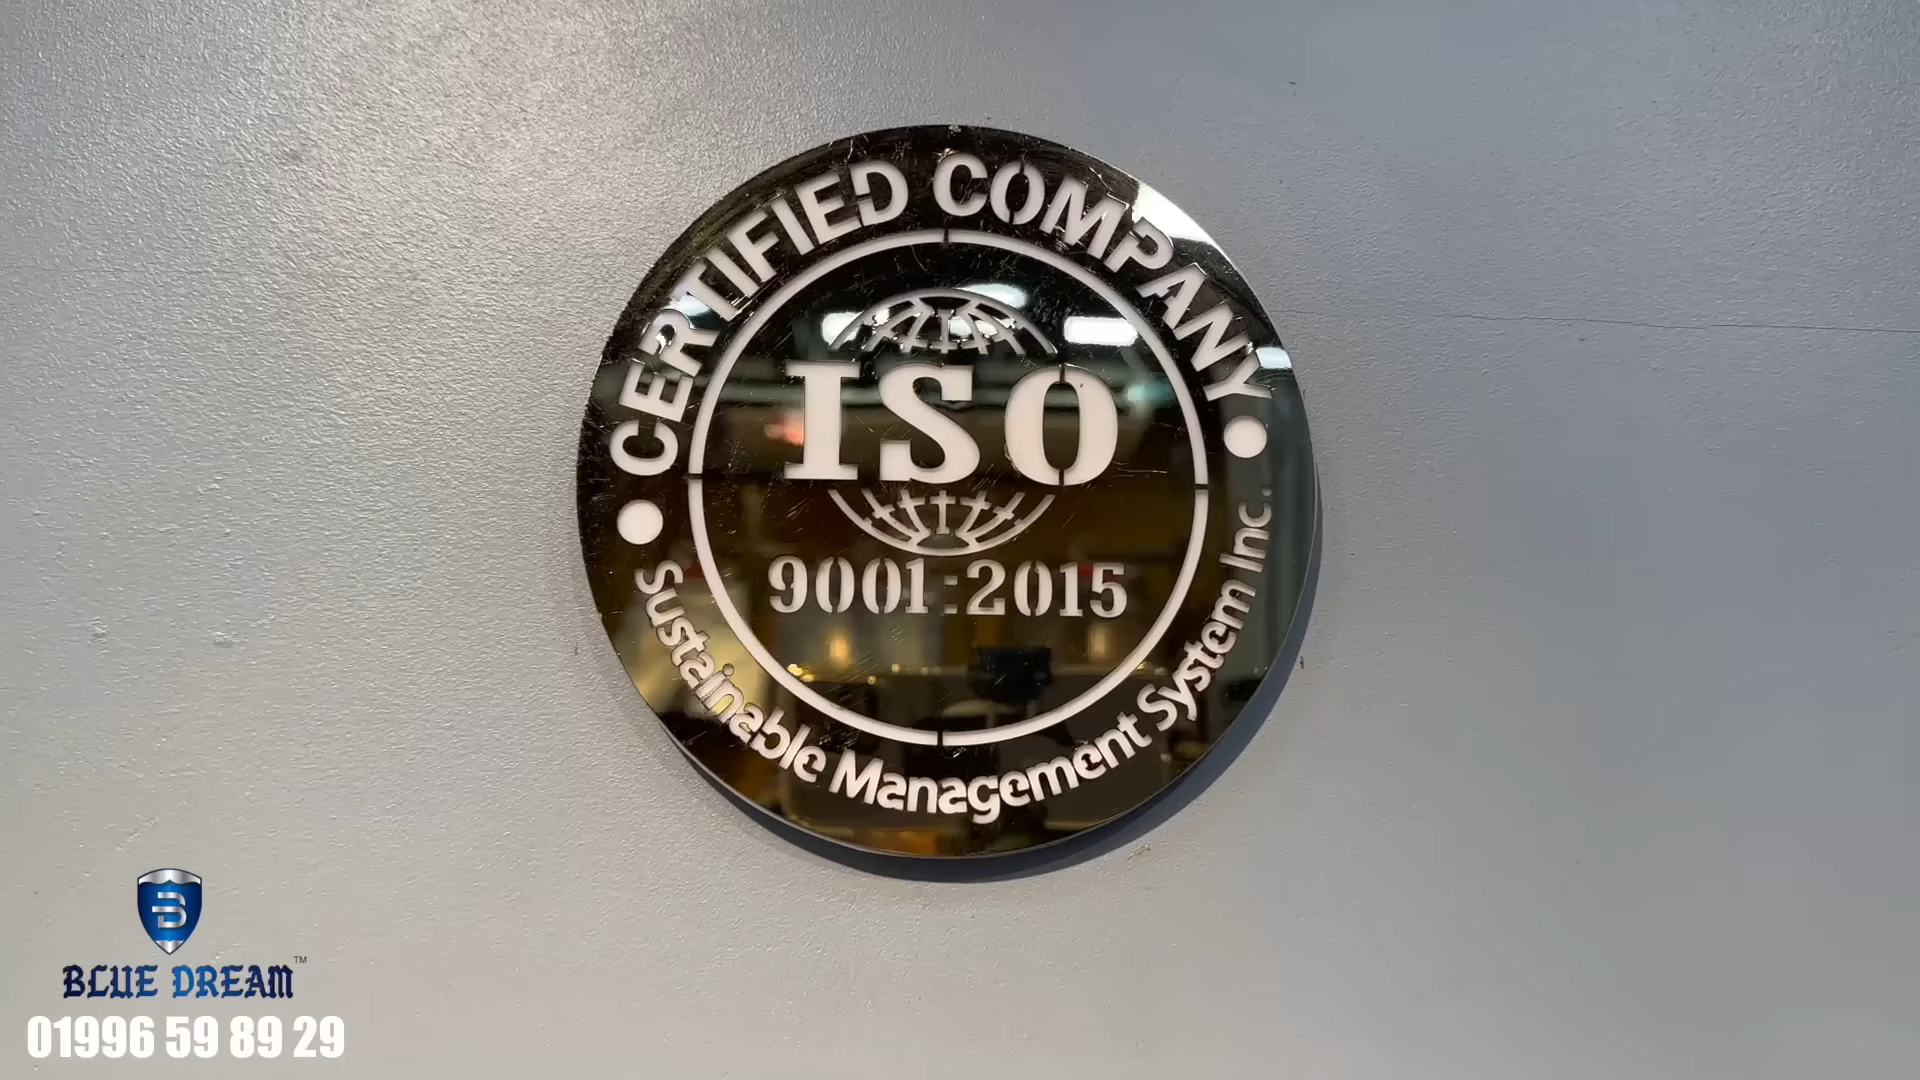 CERTIFIED COMPANY
ISO
9001:2015
Sustainable Management System Inc.
B
BLUE DREAM™
01996 59 89 29